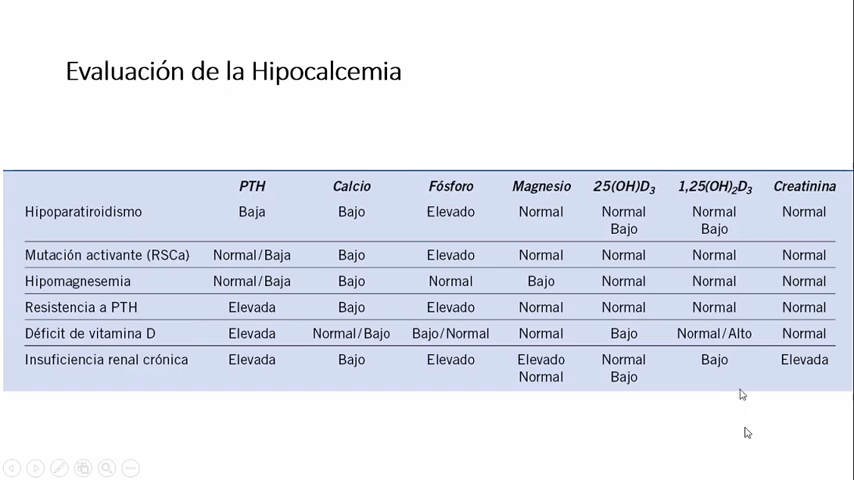 Evaluación de la Hipocalcemia
PTH Calcio Fósforo Magnesio 25(OH)D₃ 1,25(OH)₂D₃ Creatinina
Hipoparatiroidismo Baja Bajo Elevado Normal Normal Normal Normal
Bajo Bajo
Mutación activante (RSCa) Normal/Baja Bajo Elevado Normal Normal Normal Normal
Hipomagnesemia Normal/Baja Bajo Normal Bajo Normal Normal Normal
Resistencia a PTH Elevada Bajo Elevado Normal Normal Normal Normal
Déficit de vitamina D Elevada Normal/Bajo Bajo/Normal Normal Bajo Normal/Alto Normal
Insuficiencia renal crónica Elevada Bajo Elevado Elevado Normal Bajo Elevada
Normal Bajo